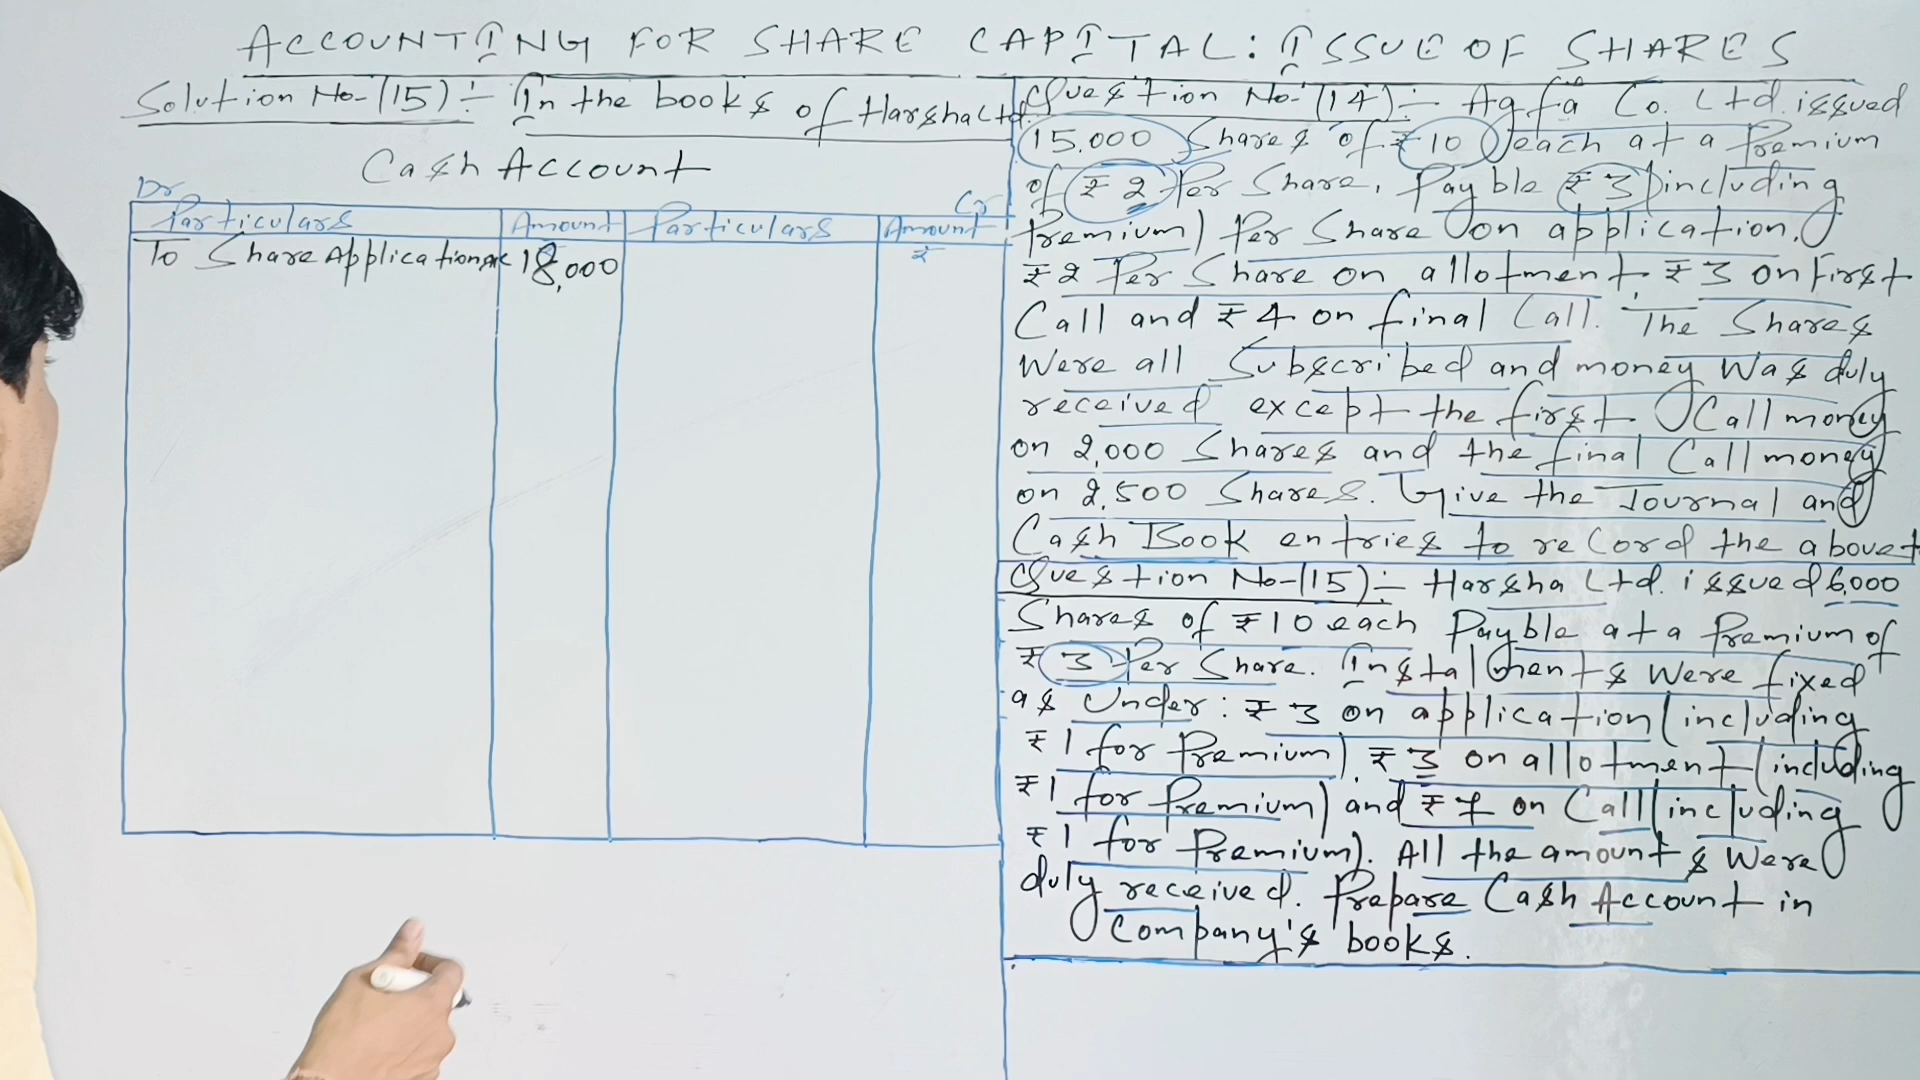 ACCOUNTING FOR SHARE CAPITAL: ISSUE OF SHARES
Solution No-(15):- In the books of Harsha Ltd.
Cash Account
Dr
Cr
Particulars Amount Particulars Amount
₹
To Share Application A/c 18,000
Question No-(14):- Agfa Co. Ltd. issued
15,000 Shares of ₹10 each at a Premium
of ₹2 Per Share, Payble ₹3(including
Premium) Per Share on application,
₹2 Per Share on allotment, ₹3 on First
Call and ₹4 on final Call. The Shares
Were all Subscribed and money Was duly
received except the first Call money
on 2,000 Shares and the final Call money
on 2,500 Shares. Give the Journal and
Cash Book entries to record the above
Question No-(15):- Harsha Ltd. issued 6,000
Shares of ₹10 each Payble at a Premium of
₹3 Per Share. Instalments Were fixed
as Under: ₹3 on application (including
₹1 for Premium), ₹3 on allotment (including
₹1 for Premium) and ₹7 on Call (including
₹1 for Premium). All the amounts Were
duly received. Prepare Cash Account in
Company's books.